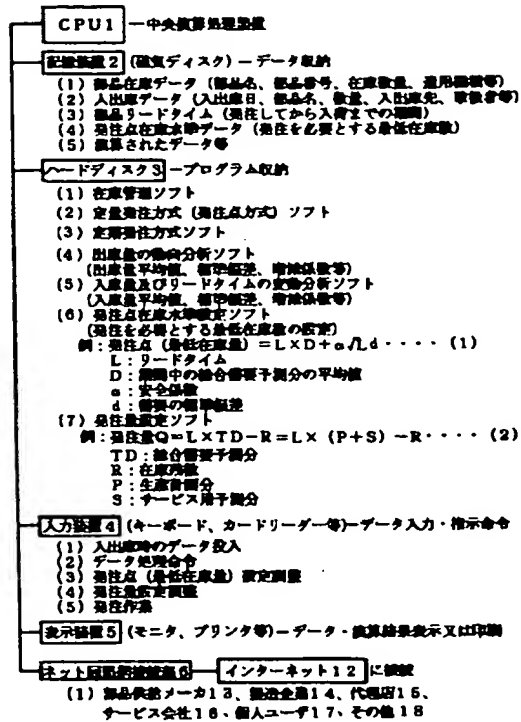 CPU1 ー中央演算処理装置
記憶装置2 (磁気ディスク) ーデータ収納
(1) 部品在庫データ (部品名、部品番号、在庫数量、適用機種等)
(2) 入出庫データ (入出庫日、部品名、数量、入出庫先、取扱者等)
(3) 部品リードタイム (発注してから入荷までの期間)
(4) 発注点在庫水準データ (発注を必要とする最低在庫数)
(5) 演算されたデータ等
ハードディスク3 ープログラム収納
(1) 在庫管理ソフト
(2) 定量発注方式 (発注点方式) ソフト
(3) 定期発注方式ソフト
(4) 出庫量の動向分析ソフト
(出庫量平均値、標準偏差、増減係数等)
(5) 入庫量及びリードタイムの変動分析ソフト
(入庫量平均値、標準偏差、増減係数等)
(6) 発注点在庫水準設定ソフト
(発注を必要とする最低在庫数の設定)
例:発注点 (最低在庫量) =L×D+α√Ld・・・・ (1)
L:リードタイム
D:期間中の総合需要予測分の平均値
α:安全係数
d:需要の標準偏差
(7) 発注量設定ソフト
例:発注量Q=L×TD−R=L× (P+S) −R・・・・ (2)
TD:総合需要予測分
R:在庫残数
P:生産計画分
S:サービス用予測分
入力装置4 (キーボード、カードリーダー等)ーデータ入力・指示命令
(1) 入出庫時のデータ投入
(2) データ処理命令
(3) 発注点 (最低在庫量) 設定調整
(4) 発注量設定調整
(5) 発注作業
表示装置5 (モニタ、プリンタ等) ーデータ・演算結果表示又は印刷
ネット回路接続装置6 インターネット12 に接続
(1) 部品供給メーカ13、製造企業14、代理店15、
サービス会社16、個人ユーザ17、その他18